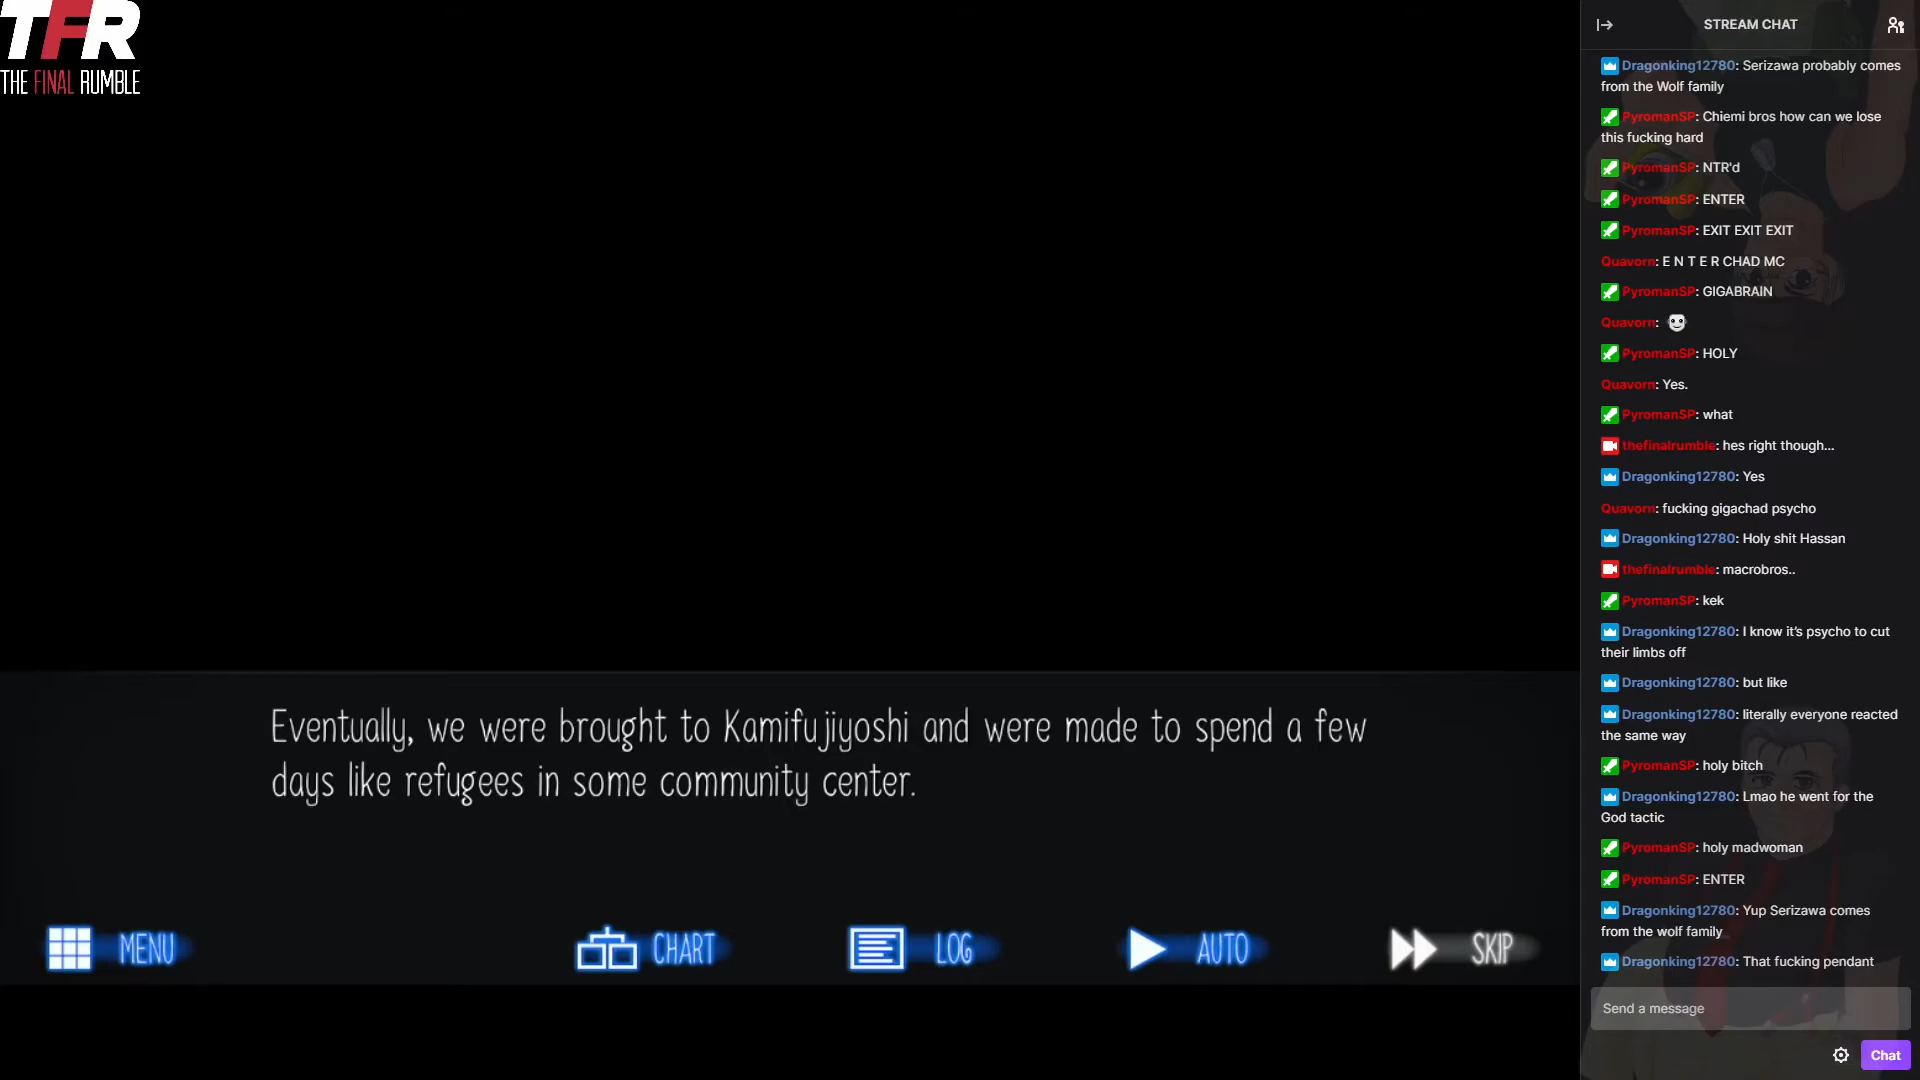 TFR
THE FINAL RUMBLE
Eventually, we were brought to Kamifujiyoshi and were made to spend a few
days like refugees in some community center.
MENU
CHART
LOG
AUTO
SKIP
STREAM CHAT
Dragonking12780: Serizawa probably comes
from the Wolf family
PyromanSP: Chiemi bros how can we lose
this fucking hard
PyromanSP: NTR'd
PyromanSP: ENTER
PyromanSP: EXIT EXIT EXIT
Quavorn: E N T E R CHAD MC
PyromanSP: GIGABRAIN
Quavorn:
PyromanSP: HOLY
Quavorn: Yes.
PyromanSP: what
thefinalrumble: hes right though...
Dragonking12780: Yes
Quavorn: fucking gigachad psycho
Dragonking12780: Holy shit Hassan
thefinalrumble: macrobros..
PyromanSP: kek
Dragonking12780: I know it's psycho to cut
their limbs off
Dragonking12780: but like
Dragonking12780: literally everyone reacted
the same way
PyromanSP: holy bitch
Dragonking12780: Lmao he went for the
God tactic
PyromanSP: holy madwoman
PyromanSP: ENTER
Dragonking12780: Yup Serizawa comes
from the wolf family
Dragonking12780: That fucking pendant
Send a message
Chat